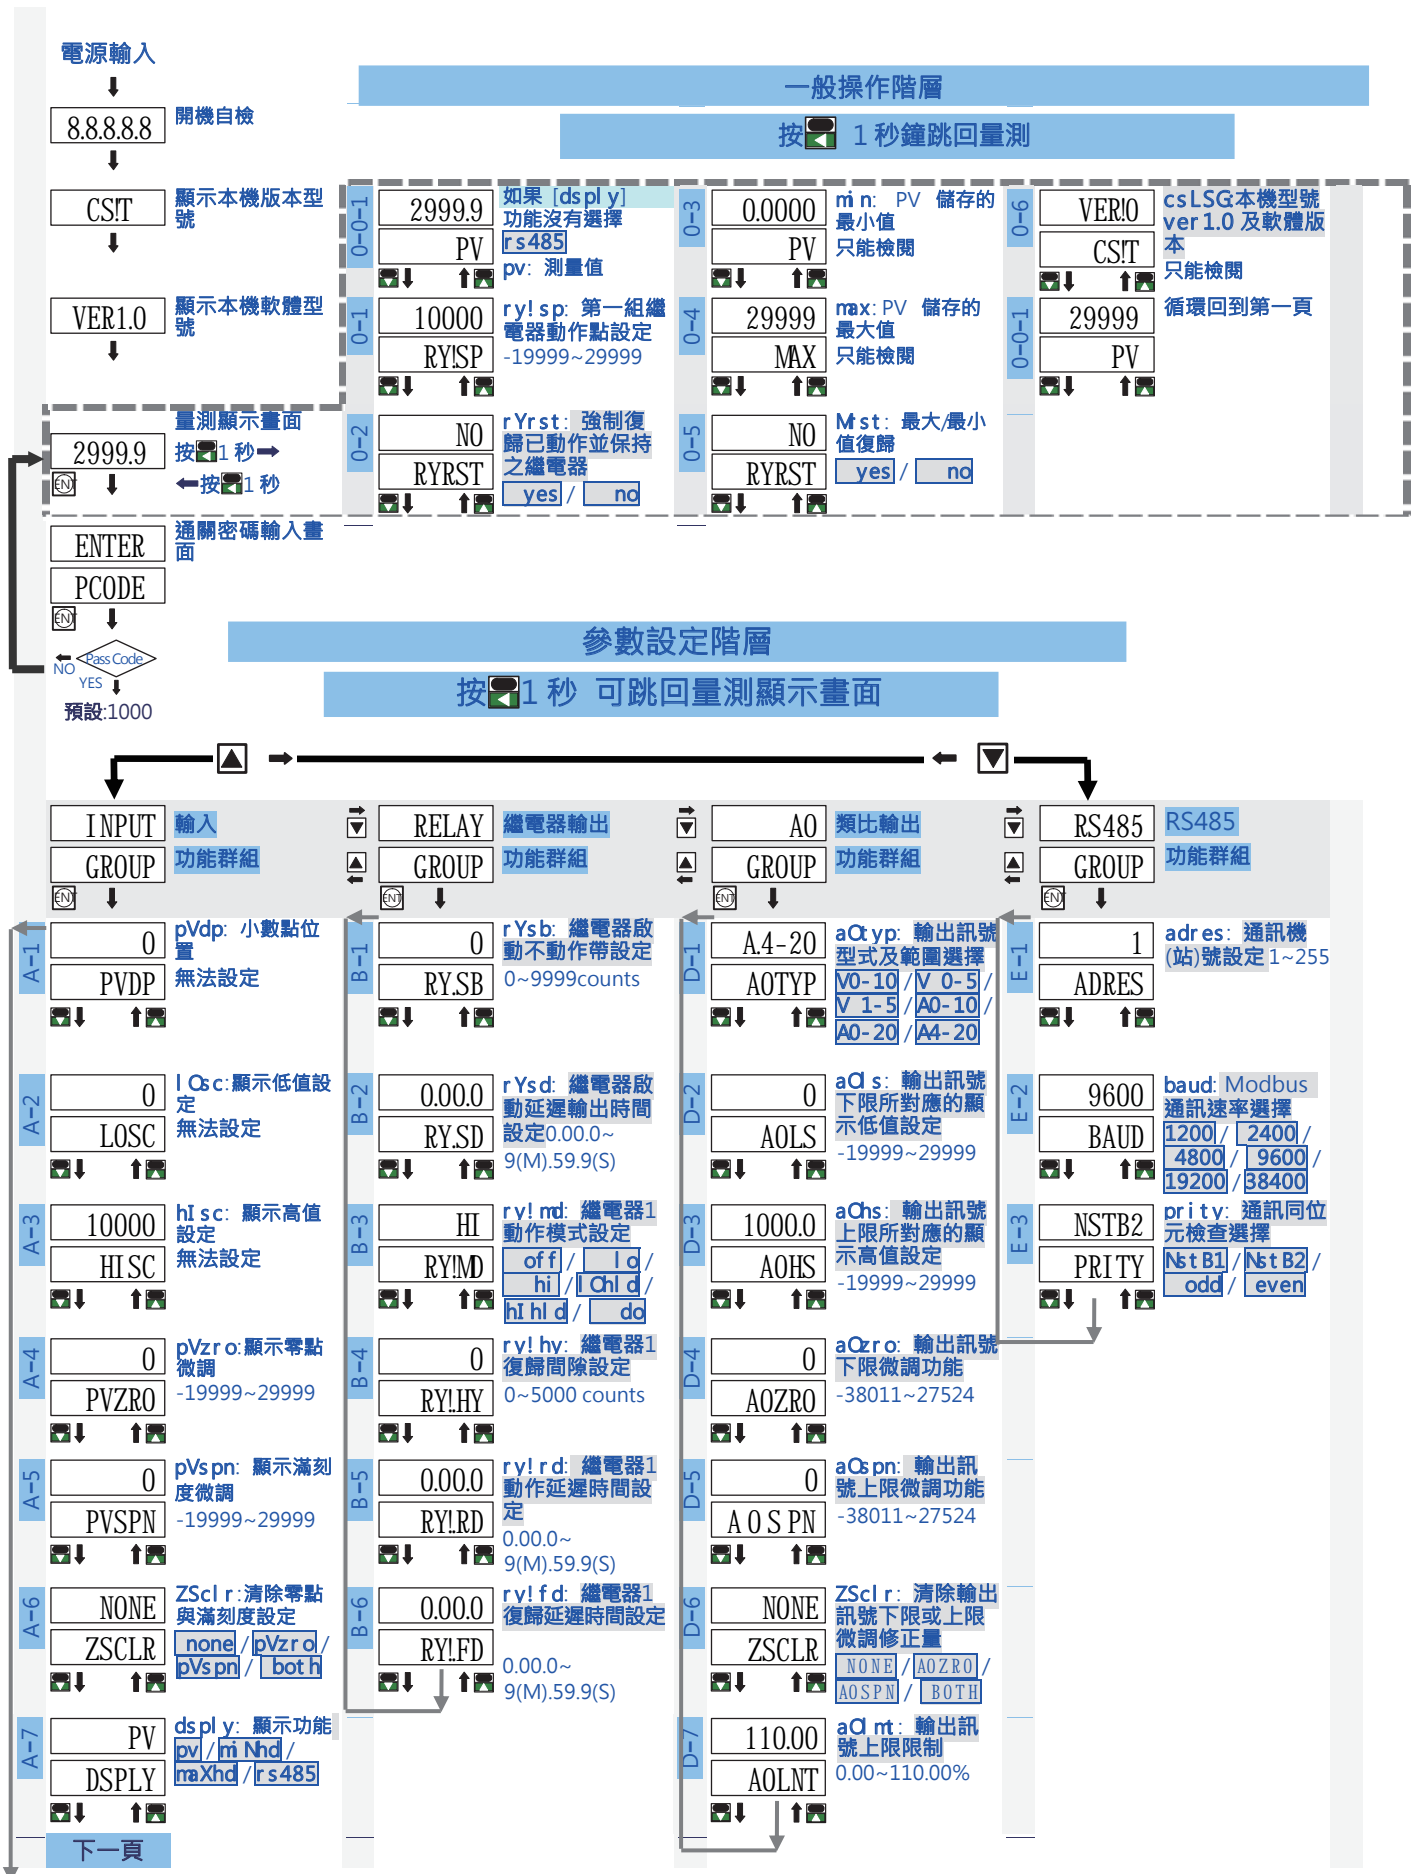 電源輸入
8.8.8.8.8
開機自檢
CS!T
顯示本機版本型
號
VER1.0
顯示本機軟體型
號
量測顯示畫面
2999.9
按1 秒
按1 秒
ENT
ENTER
PCODE
通關密碼輸入畫
面
ENT
Pass Code
NO
YES
預設:1000
一般操作階層
按 1 秒鐘跳回量測
0-0-1
2999.9
PV
如果 [dsply]
功能沒有選擇
rs485
pv: 測量值
0-1
10000
RY!SP
ry!sp: 第一組繼
電器動作點設定
-19999~29999
0-2
NO
RYRST
rYrst: 強制復
歸已動作並保持
之繼電器
yes / no
0-3
0.0000
PV
min: PV 儲存的
最小值
只能檢閱
0-4
29999
MAX
max: PV 儲存的
最大值
只能檢閱
0-5
NO
RYRST
Mrst: 最大/最小
值復歸
yes / no
0-6
VER!0
CS!T
csLSG:本機型號
ver1.0 及軟體版
本
只能檢閱
0-0-1
29999
PV
循環回到第一頁
參數設定階層
按1 秒 可跳回量測顯示畫面
INPUT
GROUP
輸入
功能群組
ENT
A-1
0
PVDP
pVdp: 小數點位
置
無法設定
A-2
0
LOSC
lOsc:顯示低值設
定
無法設定
A-3
10000
HISC
hIsc: 顯示高值
設定
無法設定
A-4
0
PVZRO
pVzro:顯示零點
微調
-19999~29999
A-5
0
PVSPN
pVspn: 顯示滿刻
度微調
-19999~29999
A-6
NONE
ZSCLR
ZSclr:清除零點
與滿刻度設定
none / pVzro /
pVspn / both
A-7
PV
DSPLY
dsply: 顯示功能
pv / miNhd /
maXhd / rs485
下一頁
RELAY
GROUP
繼電器輸出
功能群組
ENT
B-1
0
RY.SB
rYsb: 繼電器啟
動不動作帶設定
0~9999counts
B-2
0.00.0
RY.SD
rYsd: 繼電器啟
動延遲輸出時間
設定0.00.0~
9(M).59.9(S)
B-3
HI
RY!MD
ry!md: 繼電器1
動作模式設定
off / lo /
hi / lOhld /
hIhld / do
B-4
0
RY!.HY
ry!hy: 繼電器1
復歸間隙設定
0~5000 counts
B-5
0.00.0
RY!.RD
ry!rd: 繼電器1
動作延遲時間設
定
0.00.0~
9(M).59.9(S)
B-6
0.00.0
RY!.FD
ry!fd: 繼電器1
復歸延遲時間設定
0.00.0~
9(M).59.9(S)
AO
GROUP
類比輸出
功能群組
ENT
D-1
A.4-20
AOTYP
aOtyp: 輸出訊號
型式及範圍選擇
V0-10 / V 0-5 /
V 1-5 / A0-10 /
A0-20 / A4-20
D-2
0
AOLS
aOls: 輸出訊號
下限所對應的顯
示低值設定
-19999~29999
D-3
1000.0
AOHS
aOhs: 輸出訊號
上限所對應的顯
示高值設定
-19999~29999
D-4
0
AOZRO
aOzro: 輸出訊號
下限微調功能
-38011~27524
D-5
0
AOSPN
aOspn: 輸出訊
號上限微調功能
-38011~27524
D-6
NONE
ZSCLR
ZSclr: 清除輸出
訊號下限或上限
微調修正量
NONE / AOZRO /
AOSPN / BOTH
D-7
110.00
AOLNT
aOlmt: 輸出訊
號上限限制
0.00~110.00%
RS485
GROUP
RS485
功能群組
ENT
E-1
1
ADRES
adres: 通訊機
(站)號設定1~255
E-2
9600
BAUD
baud: Modbus
通訊速率選擇
1200 / 2400 /
4800 / 9600 /
19200 / 38400
E-3
NSTB2
PRITY
prity: 通訊同位
元檢查選擇
NstB1 / NstB2 /
odd / even